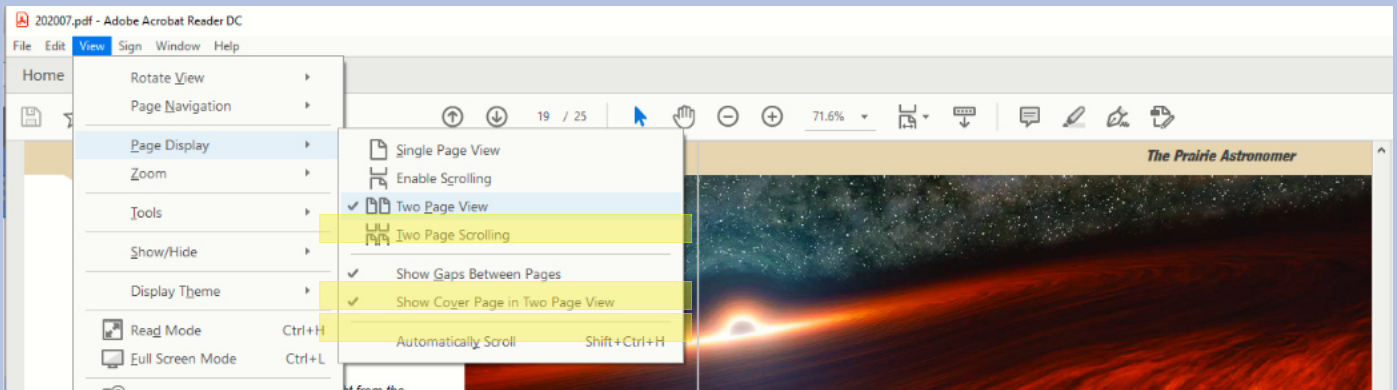 202007.pdf - Adobe Acrobat Reader DC
File Edit View Sign Window Help
Home
19 / 25 71.6%
Rotate View
Page Navigation
Page Display
Zoom
Tools
Show/Hide
Display Theme
Read Mode Ctrl+H
Full Screen Mode Ctrl+L
Single Page View
Enable Scrolling
Two Page View
Two Page Scrolling
Show Gaps Between Pages
Show Cover Page in Two Page View
Automatically Scroll Shift+Ctrl+H
The Prairie Astronomer
from the